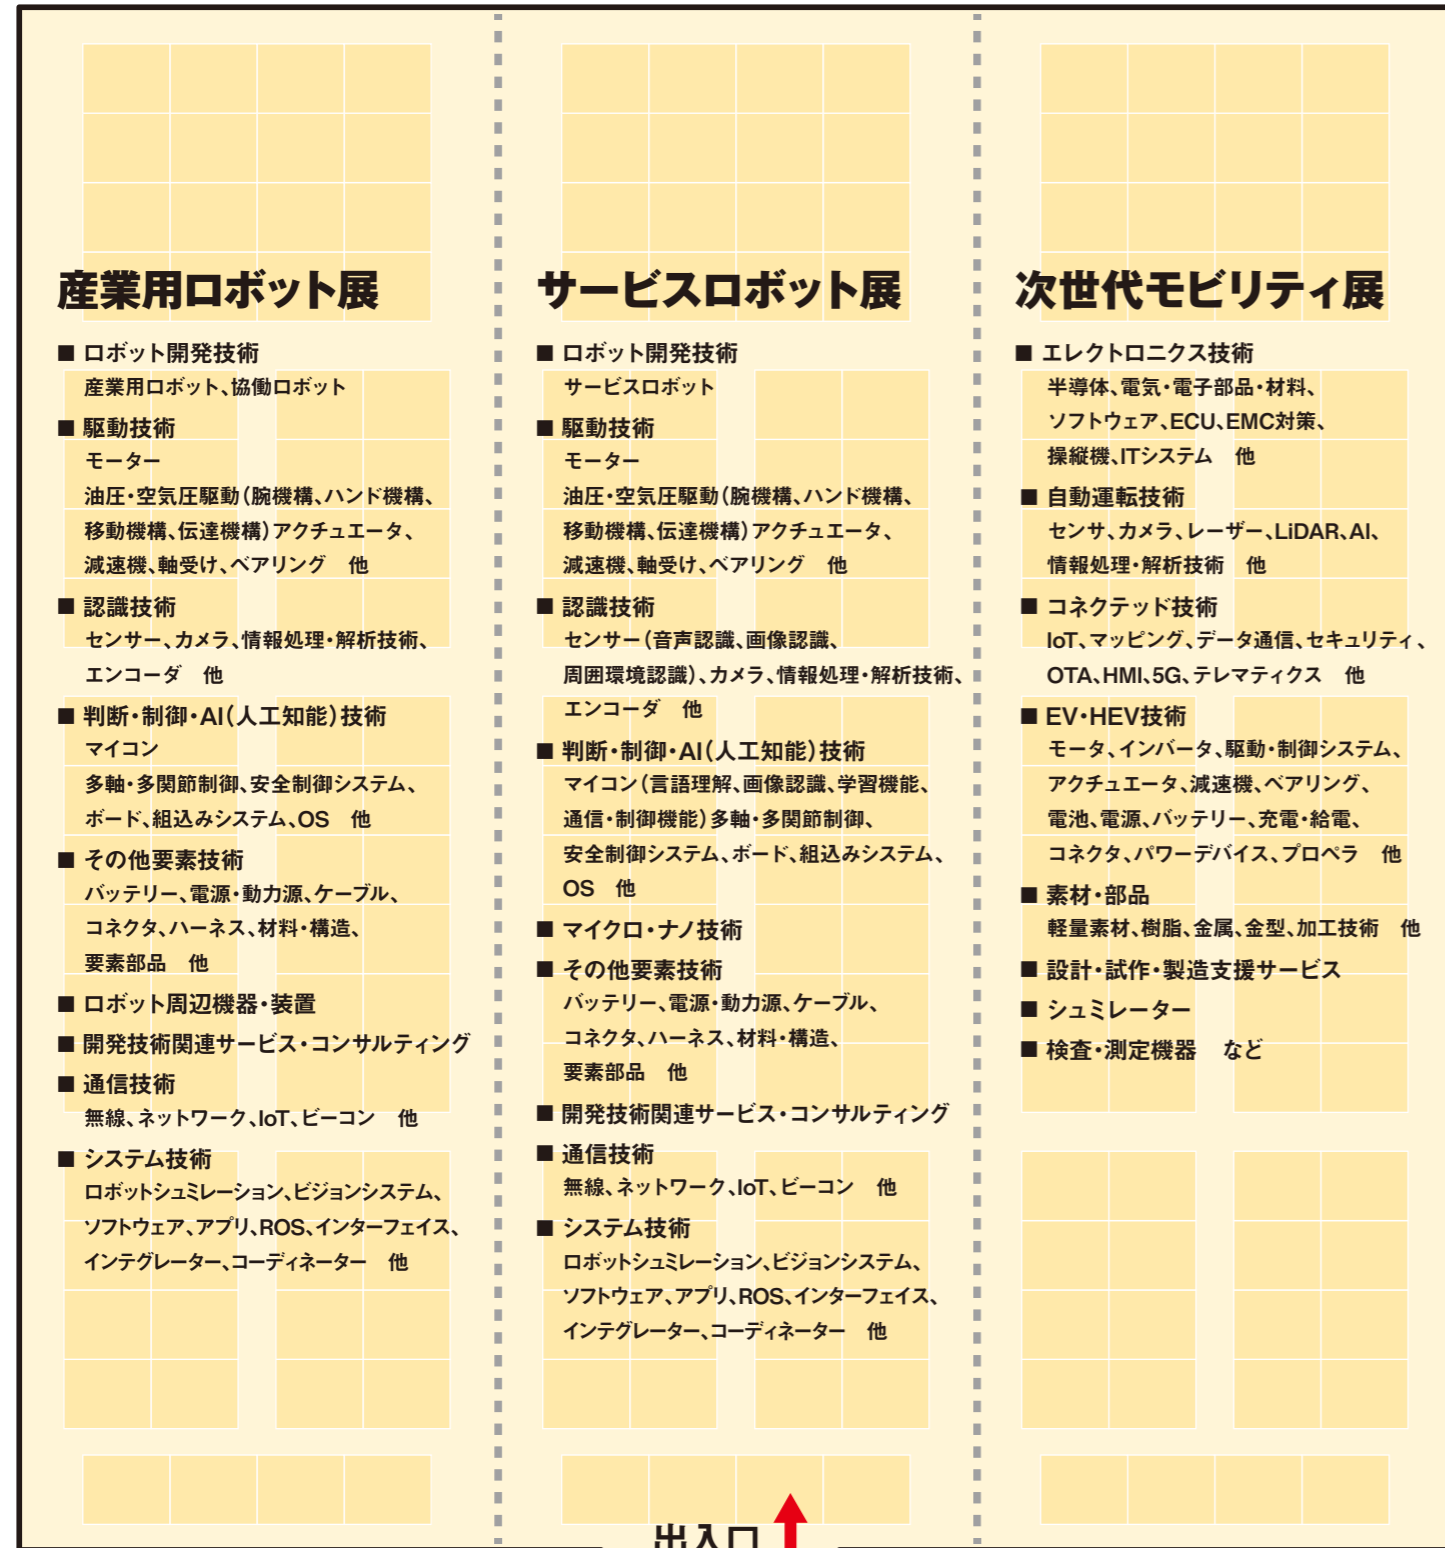 産業用ロボット展
■ ロボット開発技術
産業用ロボット、協働ロボット
■ 駆動技術
モーター
油圧・空気圧駆動(腕機構、ハンド機構、
移動機構、伝達機構)アクチュエータ、
減速機、軸受け、ベアリング　他
■ 認識技術
センサー、カメラ、情報処理・解析技術、
エンコーダ　他
■ 判断・制御・AI(人工知能)技術
マイコン
多軸・多関節制御、安全制御システム、
ボード、組込みシステム、OS　他
■ その他要素技術
バッテリー、電源・動力源、ケーブル、
コネクタ、ハーネス、材料・構造、
要素部品　他
■ ロボット周辺機器・装置
■ 開発技術関連サービス・コンサルティング
■ 通信技術
無線、ネットワーク、IoT、ビーコン　他
■ システム技術
ロボットシュミレーション、ビジョンシステム、
ソフトウェア、アプリ、ROS、インターフェイス、
インテグレーター、コーディネーター　他
サービスロボット展
■ ロボット開発技術
サービスロボット
■ 駆動技術
モーター
油圧・空気圧駆動(腕機構、ハンド機構、
移動機構、伝達機構)アクチュエータ、
減速機、軸受け、ベアリング　他
■ 認識技術
センサー(音声認識、画像認識、
周囲環境認識)、カメラ、情報処理・解析技術、
エンコーダ　他
■ 判断・制御・AI(人工知能)技術
マイコン(言語理解、画像認識、学習機能、
通信・制御機能)多軸・多関節制御、
安全制御システム、ボード、組込みシステム、
OS　他
■ マイクロ・ナノ技術
■ その他要素技術
バッテリー、電源・動力源、ケーブル、
コネクタ、ハーネス、材料・構造、
要素部品　他
■ 開発技術関連サービス・コンサルティング
■ 通信技術
無線、ネットワーク、IoT、ビーコン　他
■ システム技術
ロボットシュミレーション、ビジョンシステム、
ソフトウェア、アプリ、ROS、インターフェイス、
インテグレーター、コーディネーター　他
次世代モビリティ展
■ エレクトロニクス技術
半導体、電気・電子部品・材料、
ソフトウェア、ECU、EMC対策、
操縦機、ITシステム　他
■ 自動運転技術
センサ、カメラ、レーザー、LiDAR、AI、
情報処理・解析技術　他
■ コネクテッド技術
IoT、マッピング、データ通信、セキュリティ、
OTA、HMI、5G、テレマティクス　他
■ EV・HEV技術
モータ、インバータ、駆動・制御システム、
アクチュエータ、減速機、ベアリング、
電池、電源、バッテリー、充電・給電、
コネクタ、パワーデバイス、プロペラ　他
■ 素材・部品
軽量素材、樹脂、金属、金型、加工技術　他
■ 設計・試作・製造支援サービス
■ シュミレーター
■ 検査・測定機器　など
出入口